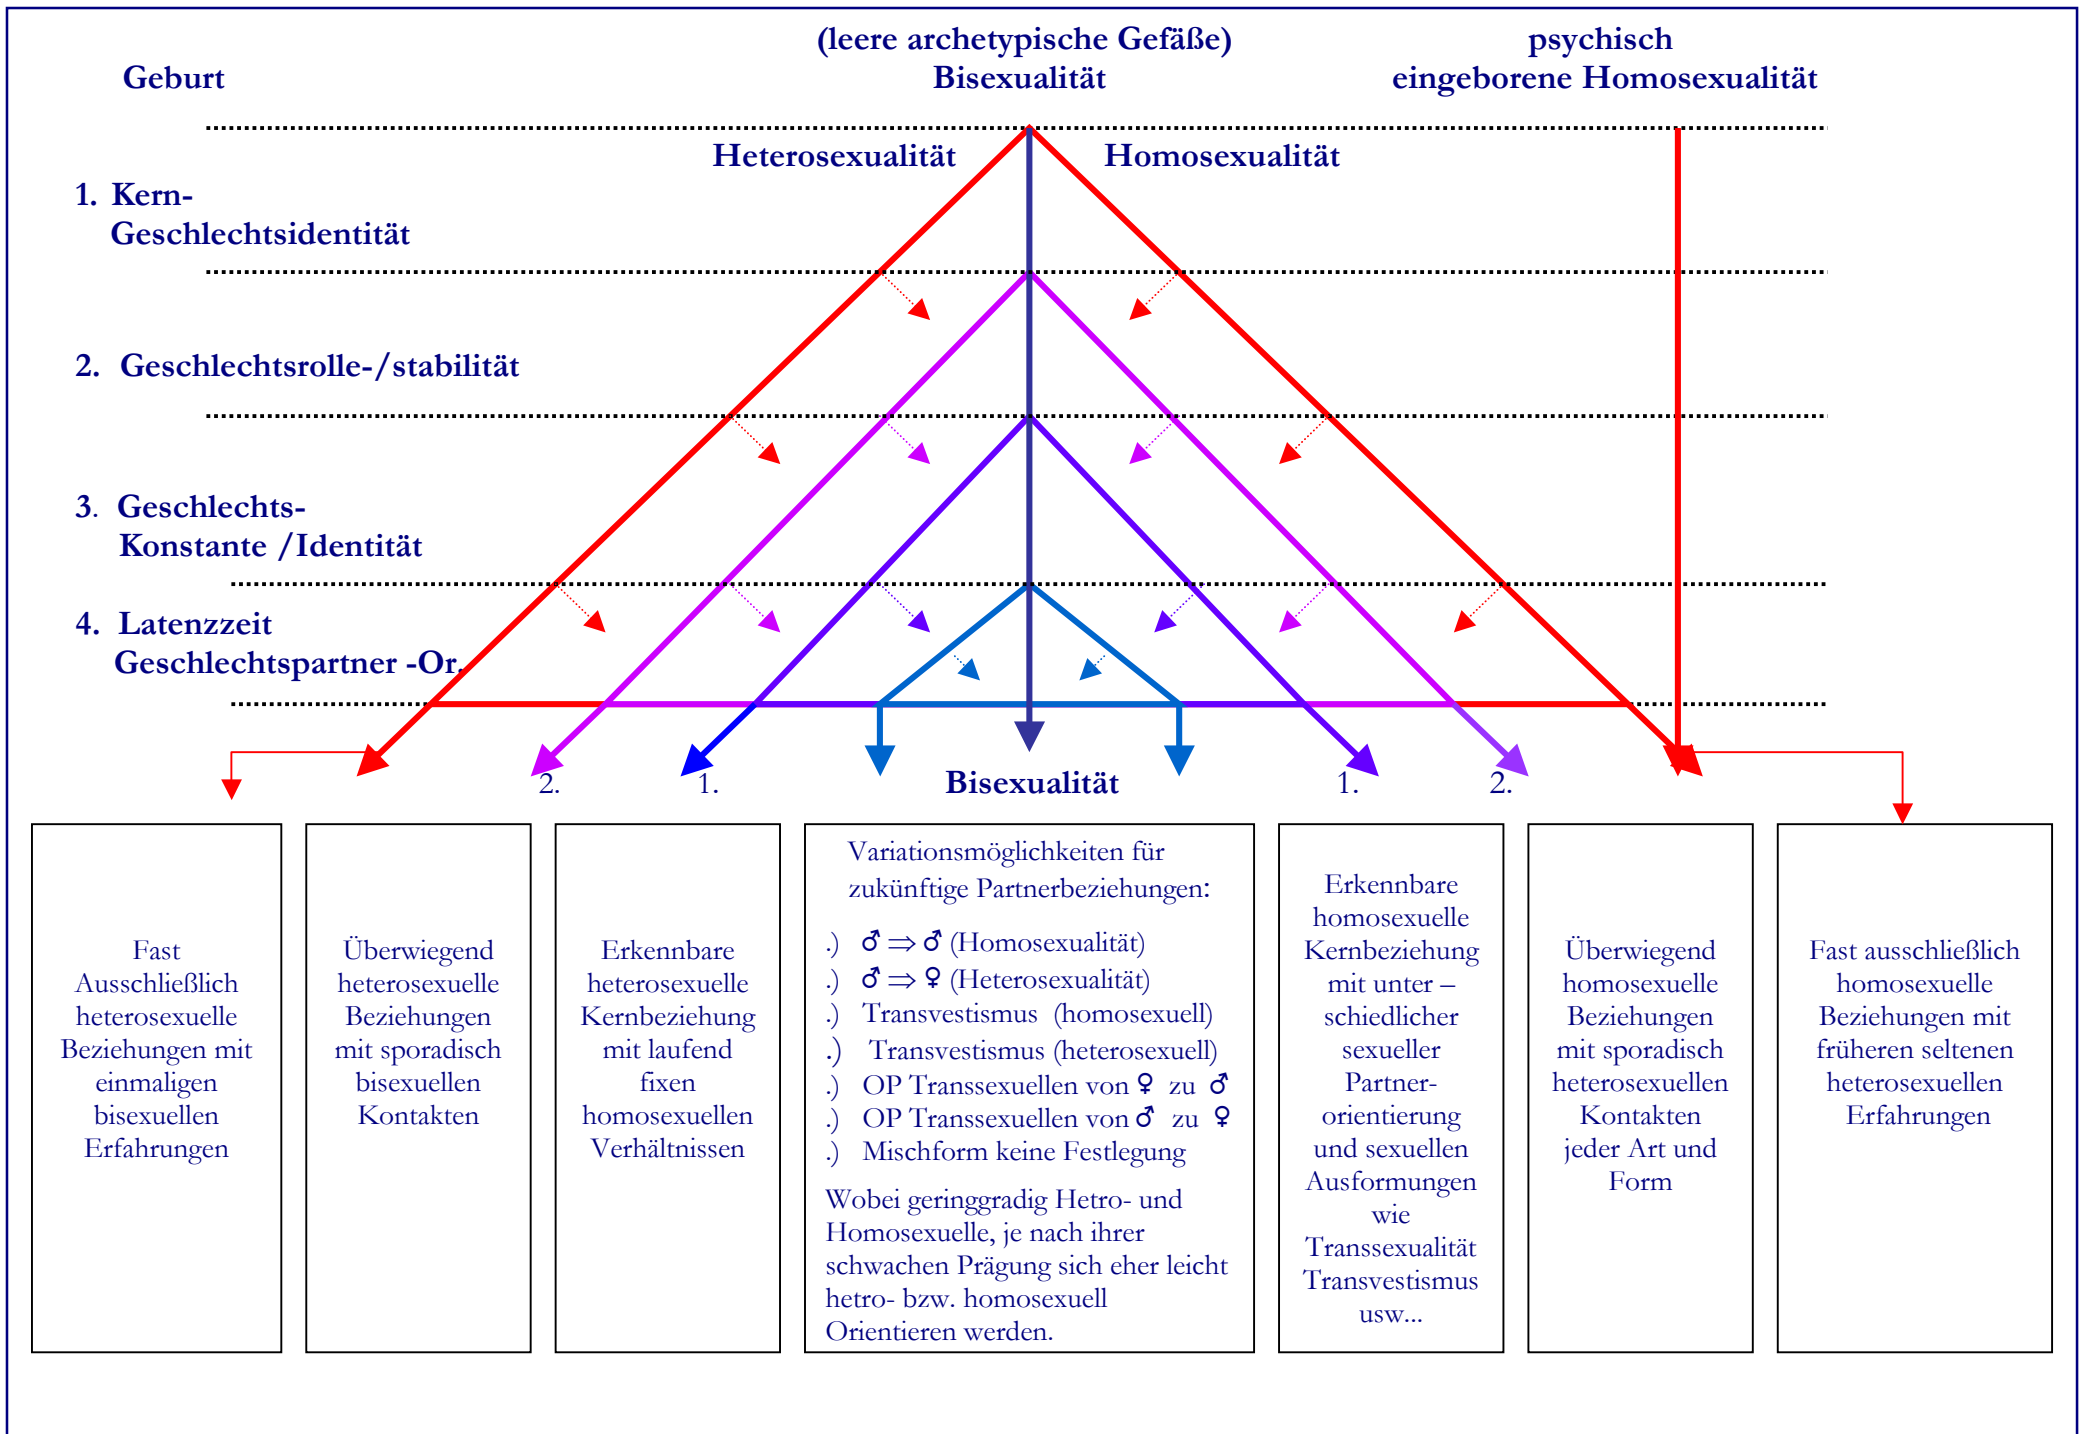 (leere archetypische Gefäße)
psychisch
Geburt
Bisexualität
eingeborene Homosexualität
Heterosexualität
Homosexualität
1. Kern-
Geschlechtsidentität
2. Geschlechtsrolle-/stabilität
3. Geschlechts-
Konstante /Identität
4. Latenzzeit
Geschlechtspartner -Or.
2.
1.
Bisexualität
1.
2.
Fast
Ausschließlich
heterosexuelle
Beziehungen mit
einmaligen
bisexuellen
Erfahrungen
Überwiegend
heterosexuelle
Beziehungen
mit sporadisch
bisexuellen
Kontakten
Erkennbare
heterosexuelle
Kernbeziehung
mit laufend
fixen
homosexuellen
Verhältnissen
Variationsmöglichkeiten für
zukünftige Partnerbeziehungen:
.) ♂ ⇒ ♂ (Homosexualität)
.) ♂ ⇒ ♀ (Heterosexualität)
.) Transvestismus (homosexuell)
.) Transvestismus (heterosexuell)
.) OP Transsexuellen von ♀ zu ♂
.) OP Transsexuellen von ♂ zu ♀
.) Mischform keine Festlegung
Wobei geringgradig Hetro- und
Homosexuelle, je nach ihrer
schwachen Prägung sich eher leicht
hetro- bzw. homosexuell
Orientieren werden.
Erkennbare
homosexuelle
Kernbeziehung
mit unter –
schiedlicher
sexueller
Partner-
orientierung
und sexuellen
Ausformungen
wie
Transsexualität
Transvestismus
usw...
Überwiegend
homosexuelle
Beziehungen
mit sporadisch
heterosexuellen
Kontakten
jeder Art und
Form
Fast ausschließlich
homosexuelle
Beziehungen mit
früheren seltenen
heterosexuellen
Erfahrungen